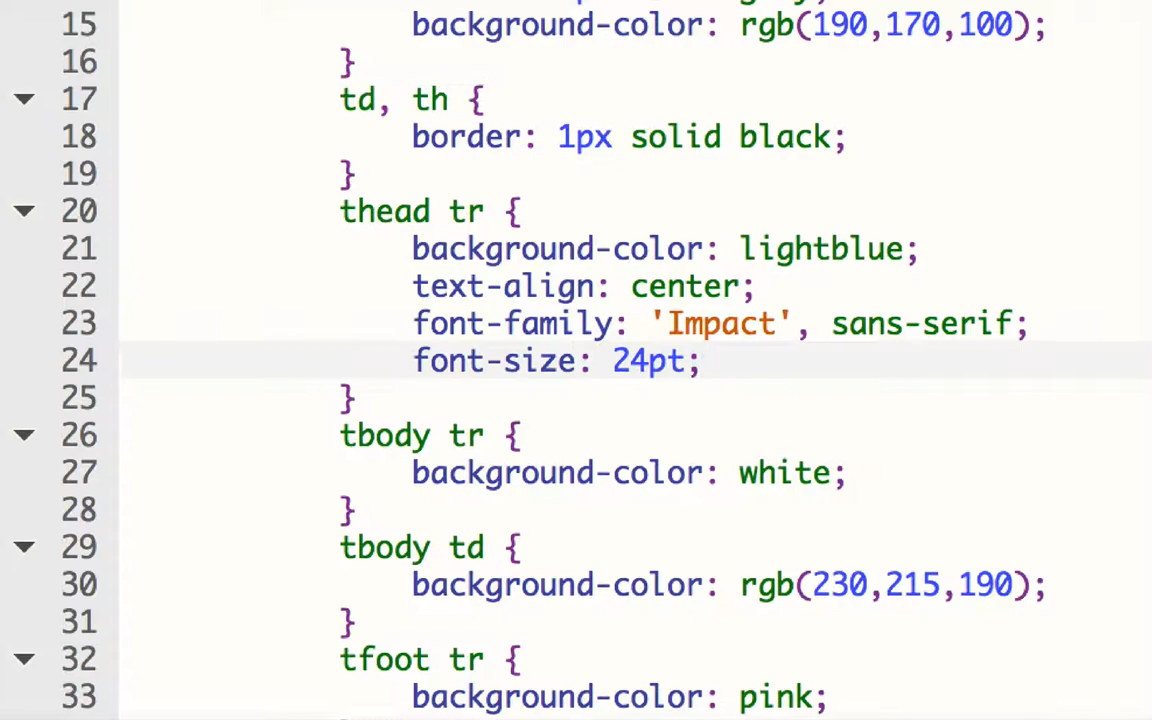 15 background-color: rgb(190,170,100);
16 }
17 td, th {
18 border: 1px solid black;
19 }
20 thead tr {
21 background-color: lightblue;
22 text-align: center;
23 font-family: 'Impact', sans-serif;
24 font-size: 24pt;
25 }
26 tbody tr {
27 background-color: white;
28 }
29 tbody td {
30 background-color: rgb(230,215,190);
31 }
32 tfoot tr {
33 background-color: pink;